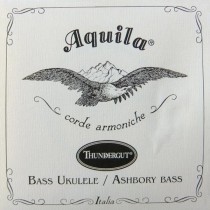 Aquila®
corde armoniche
THUNDERGUT®
BASS UKULELE / ASHBORY BASS
Italia